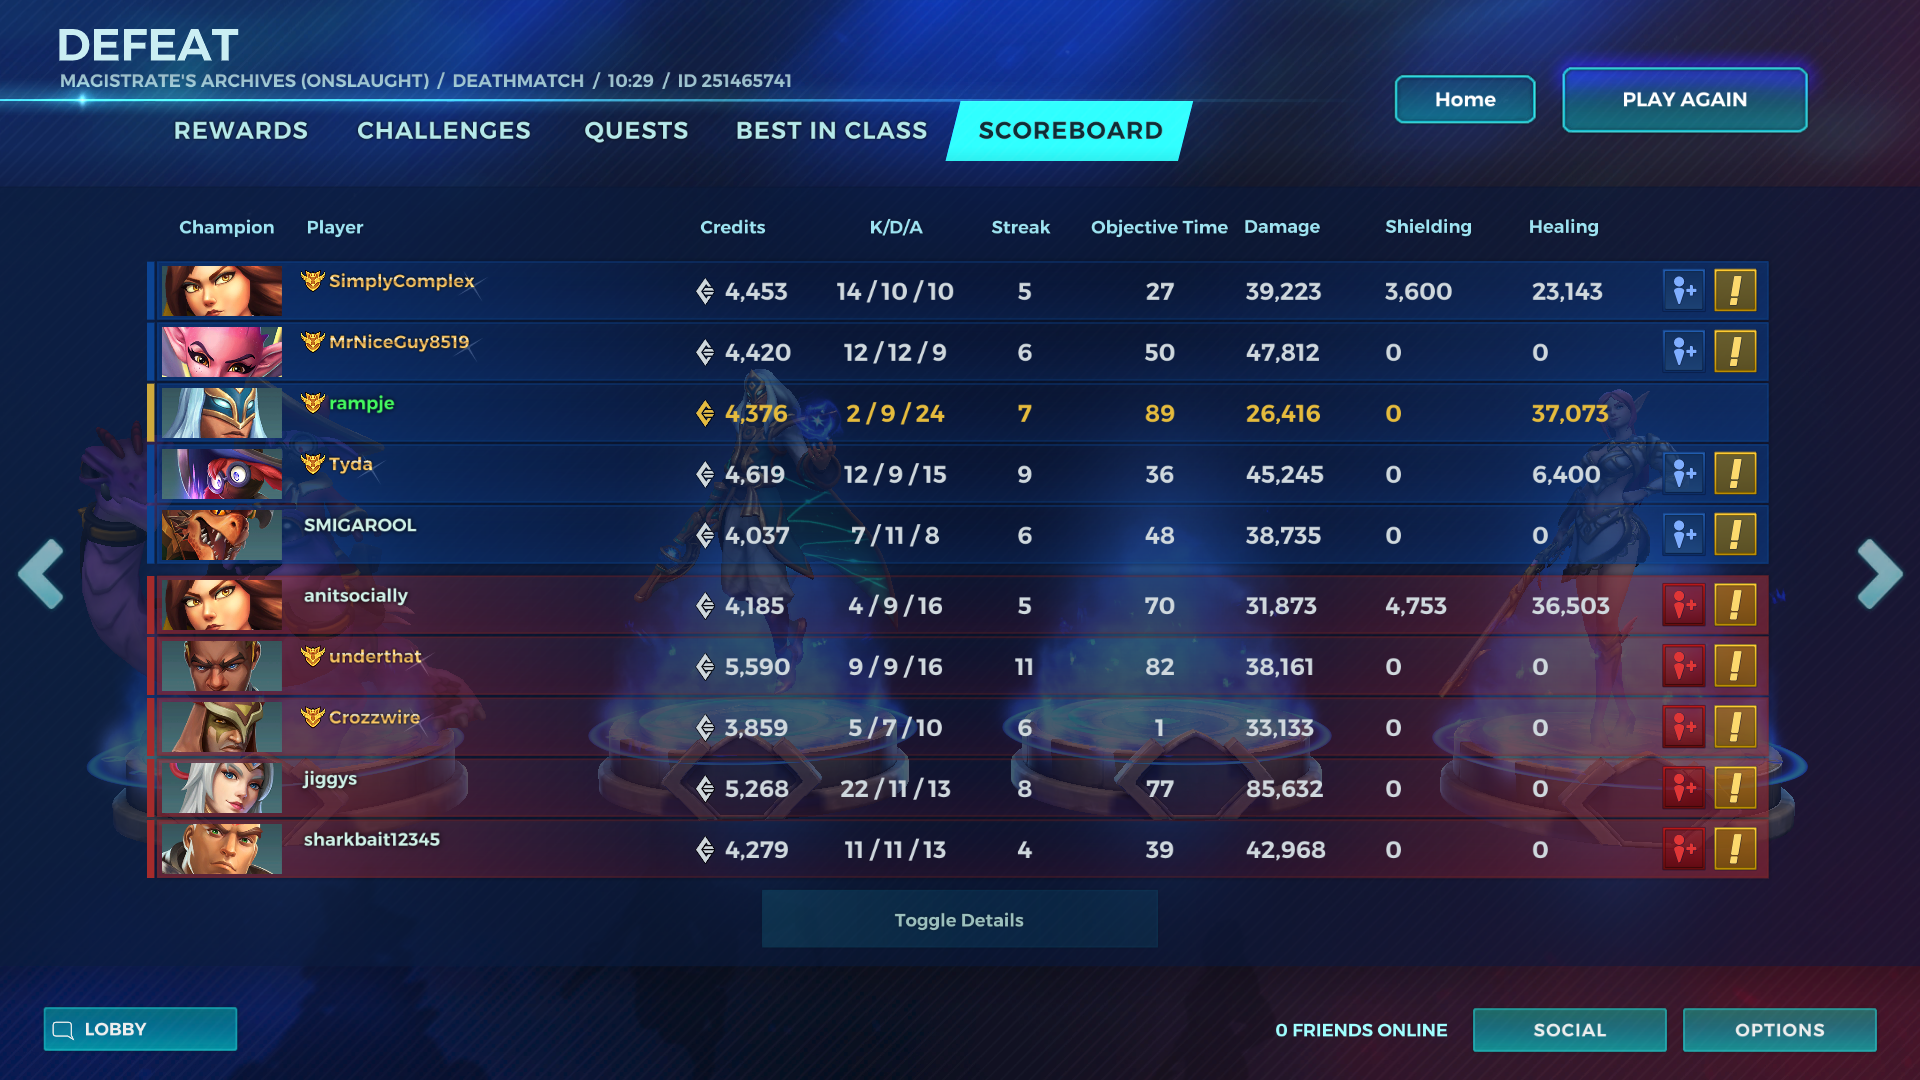 DEFEAT
MAGISTRATE'S ARCHIVES (ONSLAUGHT) / DEATHMATCH / 10:29 / ID 251465741
Home
PLAY AGAIN
REWARDS CHALLENGES QUESTS BEST IN CLASS SCOREBOARD
Champion Player Credits K/D/A Streak Objective Time Damage Shielding Healing
SimplyComplex 4,453 14 / 10 / 10 5 27 39,223 3,600 23,143
MrNiceGuy8519 4,420 12 / 12 / 9 6 50 47,812 0 0
rampje 4,376 2 / 9 / 24 7 89 26,416 0 37,073
Tyda 4,619 12 / 9 / 15 9 36 45,245 0 6,400
SMIGAROOL 4,037 7 / 11 / 8 6 48 38,735 0 0
anitsocially 4,185 4 / 9 / 16 5 70 31,873 4,753 36,503
underthat 5,590 9 / 9 / 16 11 82 38,161 0 0
Crozzwire 3,859 5 / 7 / 10 6 1 33,133 0 0
jiggys 5,268 22 / 11 / 13 8 77 85,632 0 0
sharkbait12345 4,279 11 / 11 / 13 4 39 42,968 0 0
Toggle Details
LOBBY
0 FRIENDS ONLINE
SOCIAL
OPTIONS